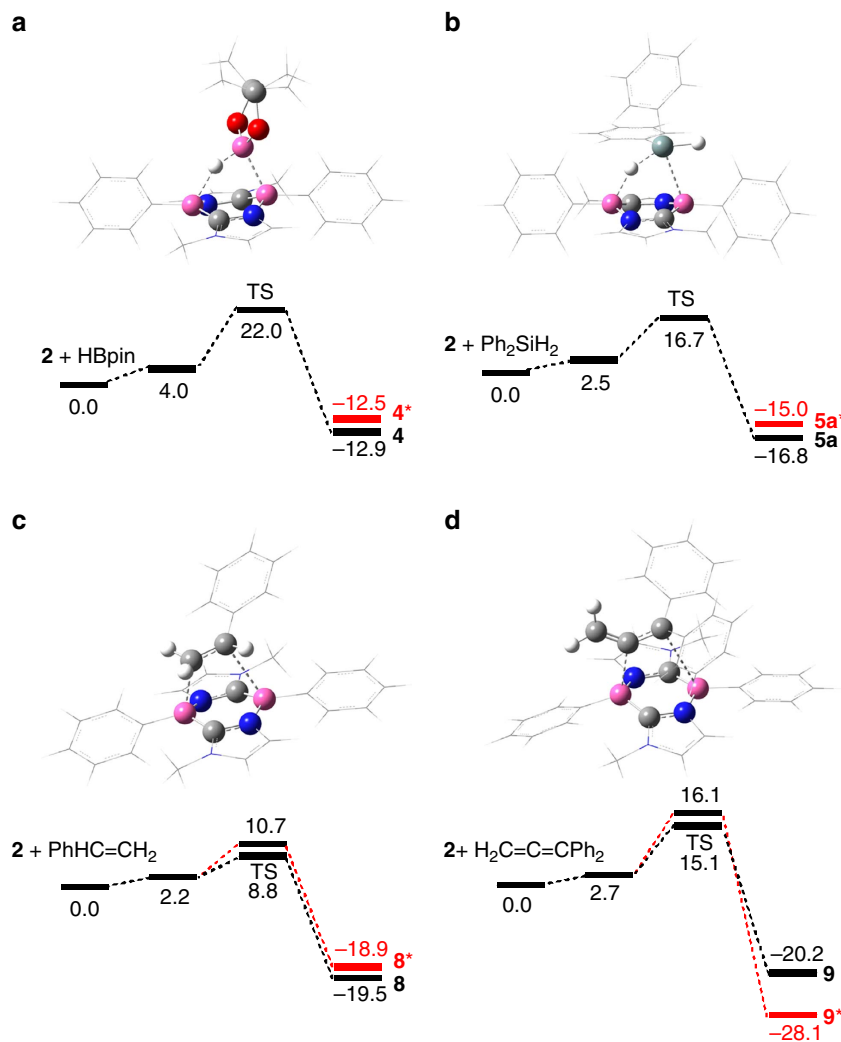 a
TS
22.0
2 + HBpin
0.0
4.0
−12.5 4*
4
−12.9
b
TS
16.7
2 + Ph2SiH2
0.0
2.5
−15.0 5a*
5a
−16.8
c
10.7
2 + PhHC=CH2
TS
8.8
0.0
2.2
−18.9 8*
8
−19.5
d
16.1
2+ H2C=C=CPh2
TS
15.1
0.0
2.7
−20.2
9
9*
−28.1